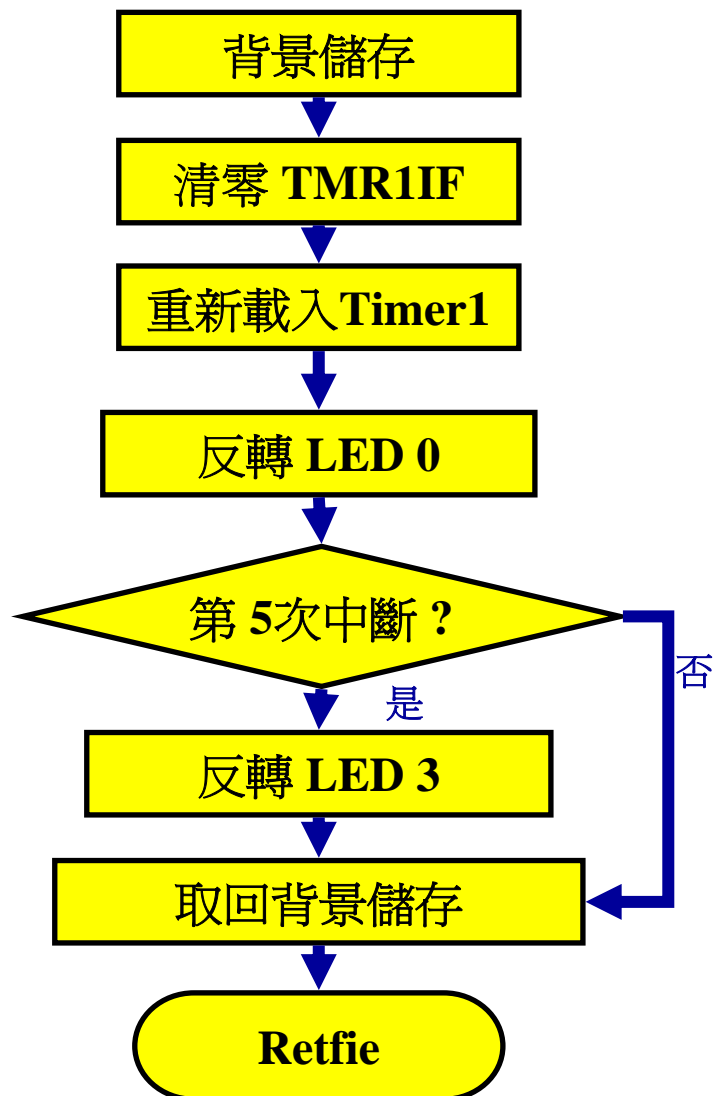 背景儲存
清零 TMR1IF
重新載入Timer1
反轉 LED 0
第 5次中斷 ?
否
是
反轉 LED 3
取回背景儲存
Retfie